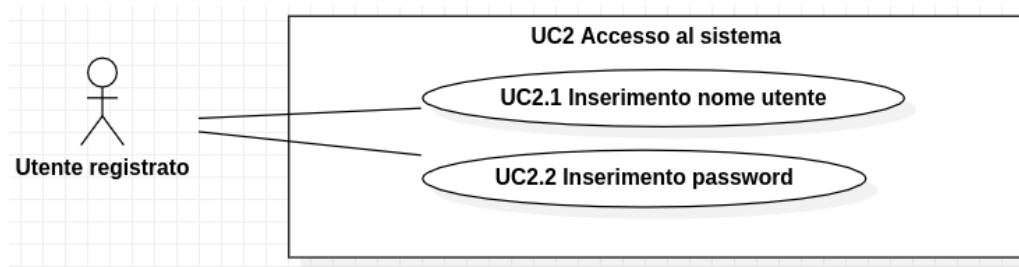 UC2 Accesso al sistema
UC2.1 Inserimento nome utente
Utente registrato
UC2.2 Inserimento password